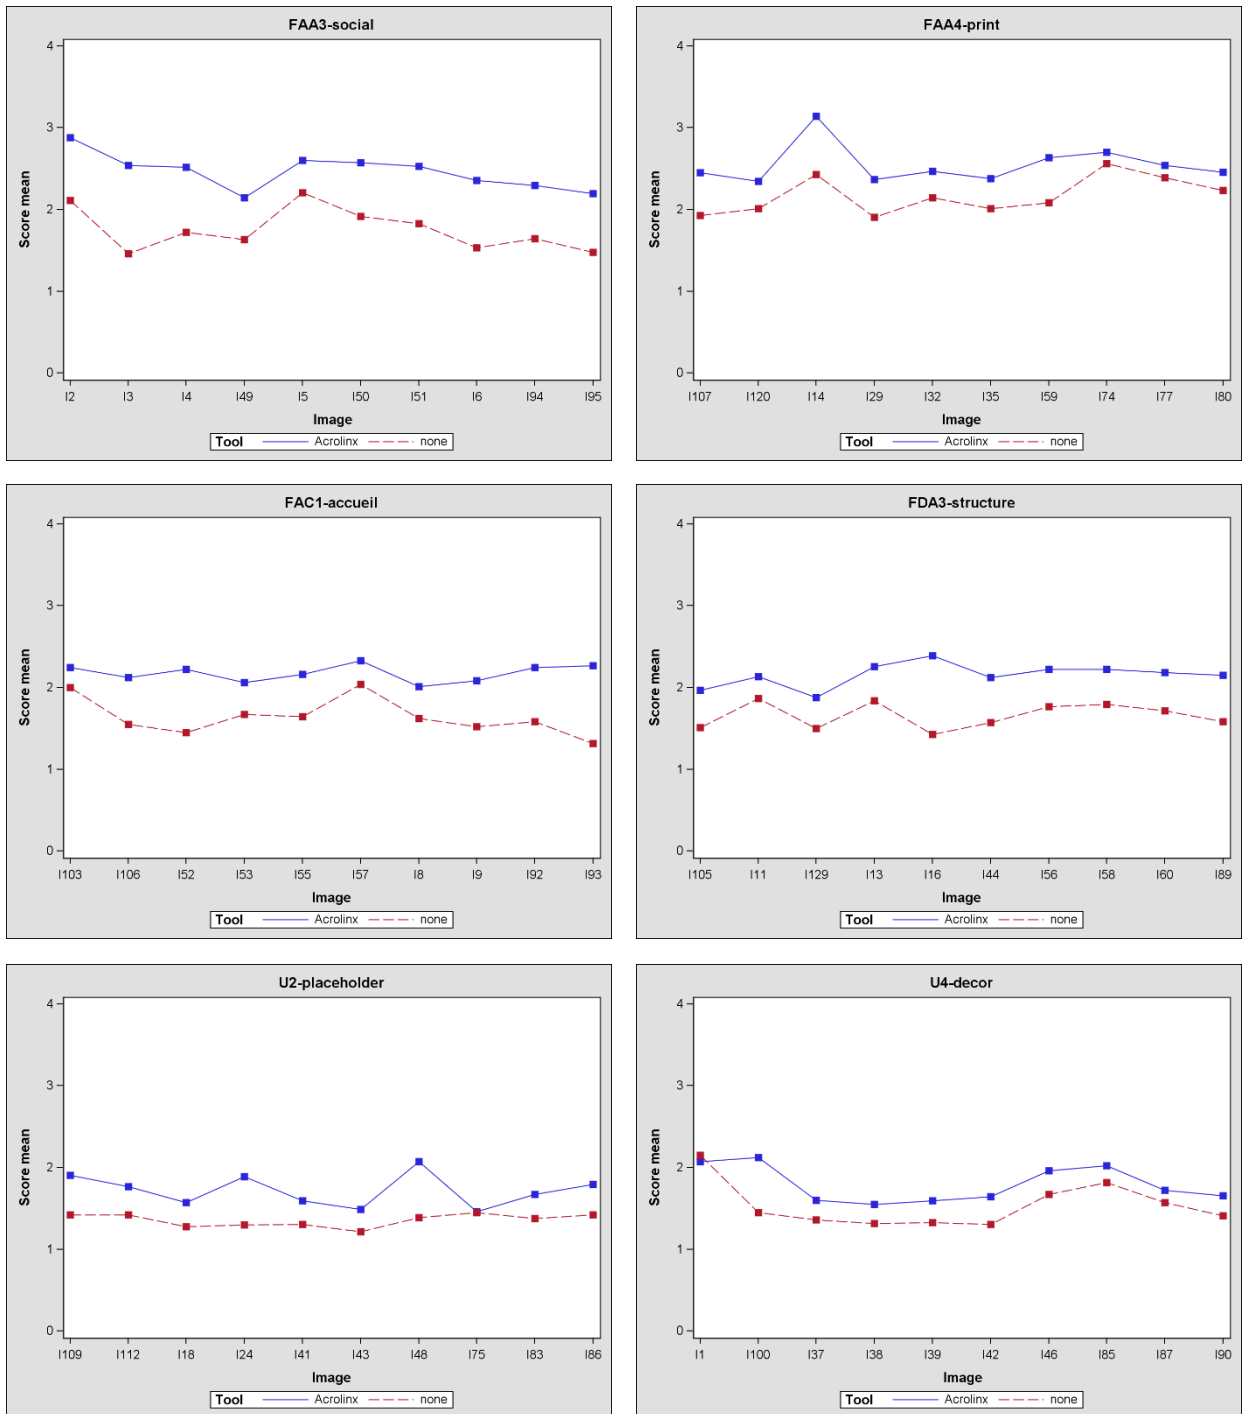 FAA3-social
4
3
2
1
0
Score mean
I2 I3 I4 I49 I5 I50 I51 I6 I94 I95
Image
Tool Acrolinx none
FAA4-print
4
3
2
1
0
Score mean
I107 I120 I14 I29 I32 I35 I59 I74 I77 I80
Image
Tool Acrolinx none
FAC1-accueil
4
3
2
1
0
Score mean
I103 I106 I52 I53 I55 I57 I8 I9 I92 I93
Image
Tool Acrolinx none
FDA3-structure
4
3
2
1
0
Score mean
I105 I11 I129 I13 I16 I44 I56 I58 I60 I89
Image
Tool Acrolinx none
U2-placeholder
4
3
2
1
0
Score mean
I109 I112 I18 I24 I41 I43 I48 I75 I83 I86
Image
Tool Acrolinx none
U4-decor
4
3
2
1
0
Score mean
I1 I100 I37 I38 I39 I42 I46 I85 I87 I90
Image
Tool Acrolinx none